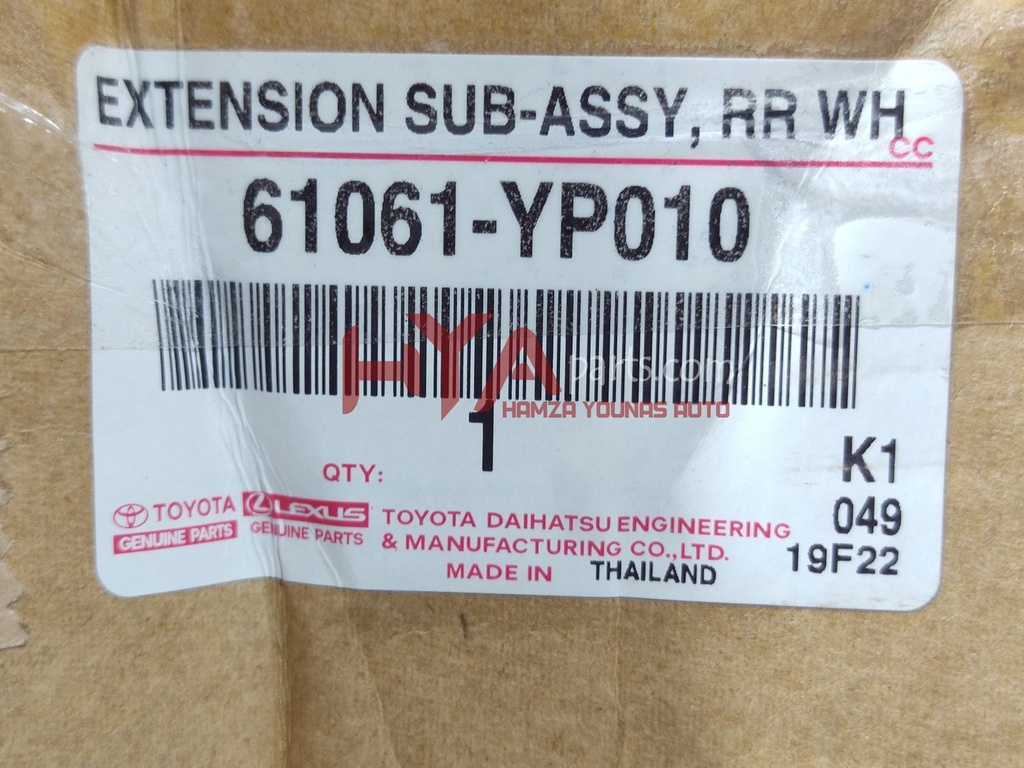 EXTENSION SUB-ASSY, RR WH
CC
61061-YP010
HYA parts.com
HAMZA YOUNAS AUTO
1
QTY:
K1
TOYOTA
GENUINE PARTS
LEXUS
GENUINE PARTS
TOYOTA DAIHATSU ENGINEERING
& MANUFACTURING CO.,LTD.
MADE IN THAILAND
049
19F22